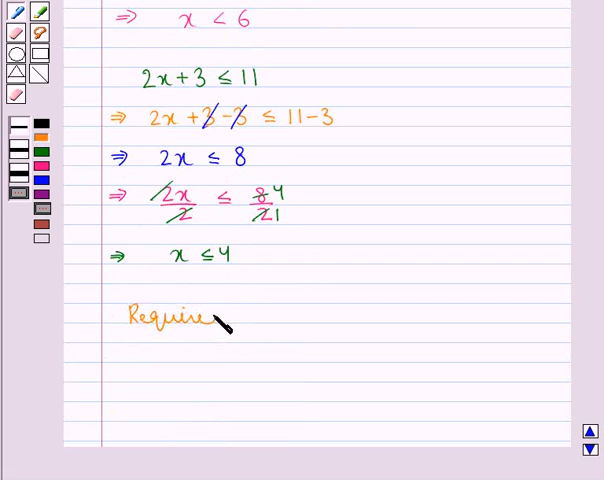 ⇒ x < 6
2x + 3 ≤ 11
⇒ 2x + 3 - 3 ≤ 11 - 3
⇒ 2x ≤ 8
⇒ 2x/2 ≤ 8 4/2 1
⇒ x ≤ 4
Require